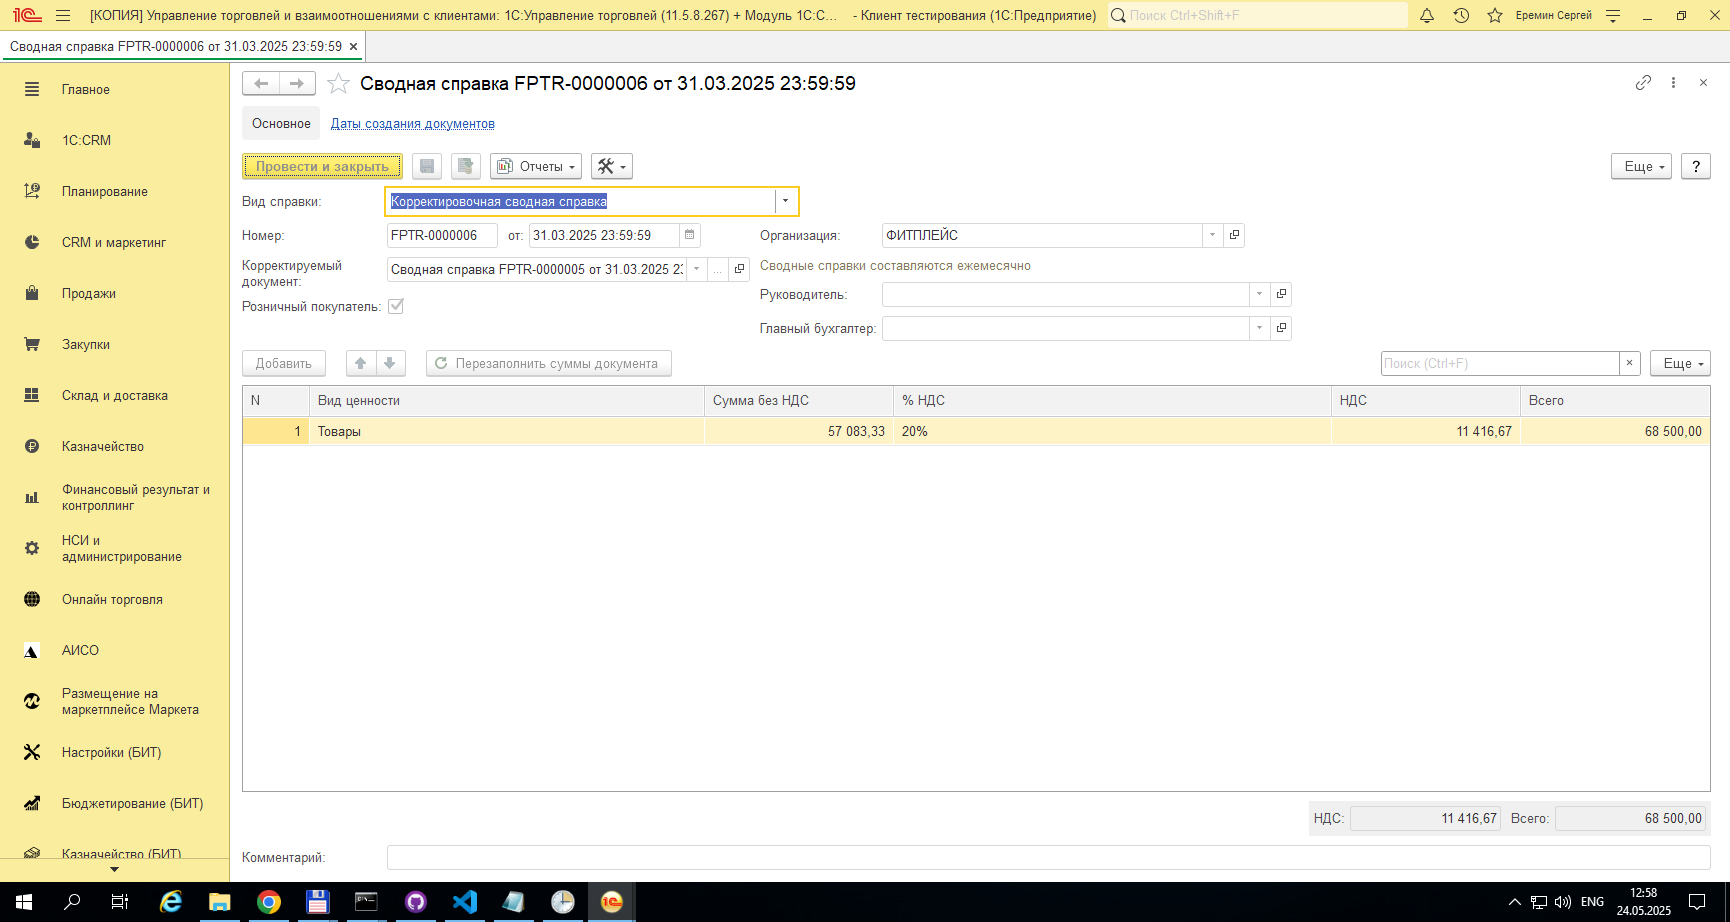 [КОПИЯ] Управление торговлей и взаимоотношениями с клиентами: 1С:Управление торговлей (11.5.8.267) + Модуль 1С:С... - Клиент тестирования (1С:Предприятие)
Поиск Ctrl+Shift+F
Еремин Сергей
Сводная справка FPTR-0000006 от 31.03.2025 23:59:59
Главное
1С:CRM
Планирование
CRM и маркетинг
Продажи
Закупки
Склад и доставка
Казначейство
Финансовый результат и
контроллинг
НСИ и
администрирование
Онлайн торговля
АИСО
Размещение на
маркетплейсе Маркета
Настройки (БИТ)
Бюджетирование (БИТ)
Казначейство (БИТ)
Сводная справка FPTR-0000006 от 31.03.2025 23:59:59
Основное Даты создания документов
Провести и закрыть Отчеты Еще ?
Вид справки: Корректировочная сводная справка
Номер: FPTR-0000006 от: 31.03.2025 23:59:59 Организация: ФИТПЛЕЙС
Корректируемый
документ: Сводная справка FPTR-0000005 от 31.03.2025 23 ...
Сводные справки составляются ежемесячно
Розничный покупатель:
Руководитель:
Главный бухгалтер:
Добавить Перезаполнить суммы документа Поиск (Ctrl+F) × Еще
N Вид ценности Сумма без НДС % НДС НДС Всего
1 Товары 57 083,33 20% 11 416,67 68 500,00
НДС: 11 416,67 Всего: 68 500,00
Комментарий:
ENG
12:58
24.05.2025